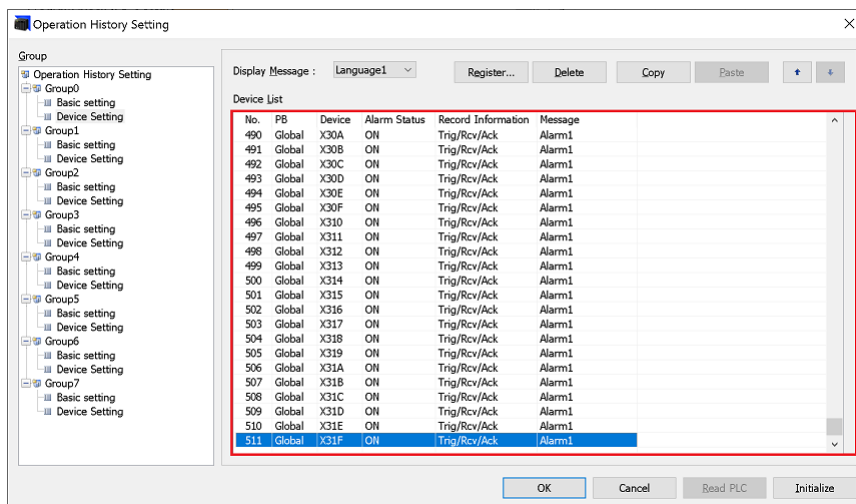 Operation History Setting
Group
Operation History Setting
Group0
Basic setting
Device Setting
Group1
Basic setting
Device Setting
Group2
Basic setting
Device Setting
Group3
Basic setting
Device Setting
Group4
Basic setting
Device Setting
Group5
Basic setting
Device Setting
Group6
Basic setting
Device Setting
Group7
Basic setting
Device Setting
Display Message : Language1 Register... Delete Copy Paste
Device List
No. PB Device Alarm Status Record Information Message
490 Global X30A ON Trig/Rcv/Ack Alarm1
491 Global X30B ON Trig/Rcv/Ack Alarm1
492 Global X30C ON Trig/Rcv/Ack Alarm1
493 Global X30D ON Trig/Rcv/Ack Alarm1
494 Global X30E ON Trig/Rcv/Ack Alarm1
495 Global X30F ON Trig/Rcv/Ack Alarm1
496 Global X310 ON Trig/Rcv/Ack Alarm1
497 Global X311 ON Trig/Rcv/Ack Alarm1
498 Global X312 ON Trig/Rcv/Ack Alarm1
499 Global X313 ON Trig/Rcv/Ack Alarm1
500 Global X314 ON Trig/Rcv/Ack Alarm1
501 Global X315 ON Trig/Rcv/Ack Alarm1
502 Global X316 ON Trig/Rcv/Ack Alarm1
503 Global X317 ON Trig/Rcv/Ack Alarm1
504 Global X318 ON Trig/Rcv/Ack Alarm1
505 Global X319 ON Trig/Rcv/Ack Alarm1
506 Global X31A ON Trig/Rcv/Ack Alarm1
507 Global X31B ON Trig/Rcv/Ack Alarm1
508 Global X31C ON Trig/Rcv/Ack Alarm1
509 Global X31D ON Trig/Rcv/Ack Alarm1
510 Global X31E ON Trig/Rcv/Ack Alarm1
511 Global X31F ON Trig/Rcv/Ack Alarm1
OK Cancel Read PLC Initialize